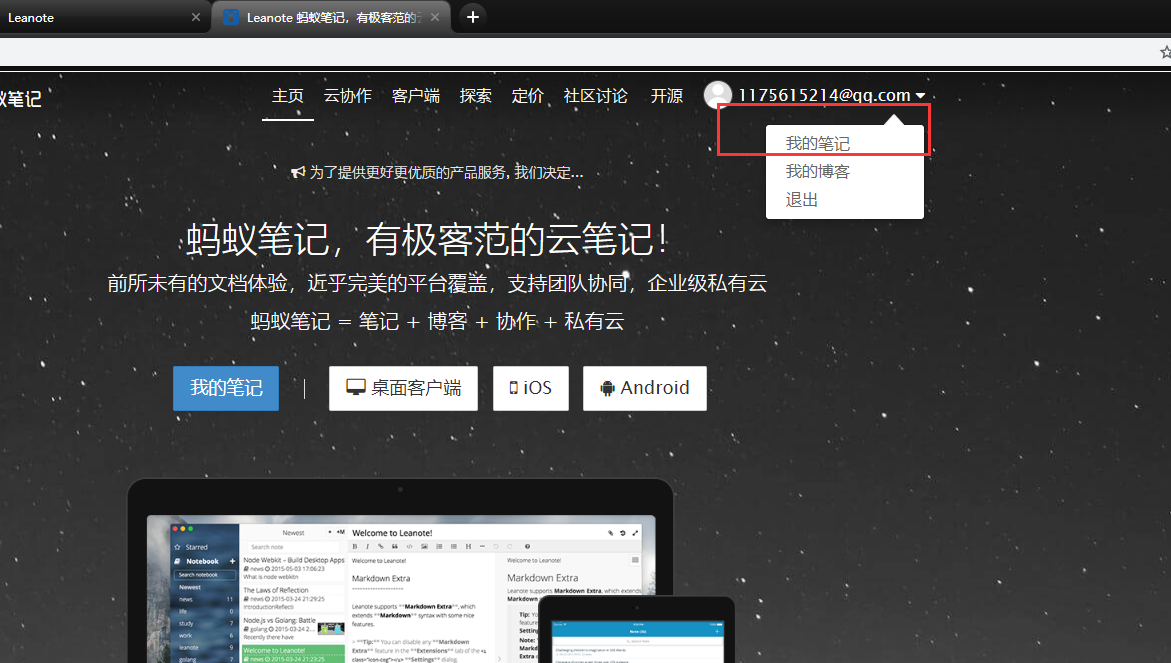 Leanote
Leanote 蚂蚁笔记，有极客范的云
蚁笔记
主页 云协作 客户端 探索 定价 社区讨论 开源 1175615214@qq.com
我的笔记
我的博客
退出
为了提供更好更优质的产品服务, 我们决定...
蚂蚁笔记，有极客范的云笔记！
前所未有的文档体验，近乎完美的平台覆盖，支持团队协同，企业级私有云
蚂蚁笔记 = 笔记 + 博客 + 协作 + 私有云
我的笔记 | 桌面客户端 iOS Android
Starred
Notebook +
Search notebook
Newest
news 11
life 0
study 7
work 6
leanote 9
golang 7
Newest
Search note
Node Webkit – Build Desktop Apps
news 2015-05-03 17:06:23
What is node webkitn
The Laws of Reflection
2015-03-24 21:29:25
IntroductionReflecti
Node.js vs Golang: Battle
golang 2015-03-2
Recently there have
Welcome to Leanote!
news 2015-03-24 21:23:25
Welcome to Leanote!
Welcome to Leanote!
Markdown Extra
--------------------
Leanote supports **Markdown Extra**, which
extends **Markdown** syntax with some nice
features.
> **Tip:** You can disable any **Markdown
Extra** feature in the **Extensions** tab of the <i
class="icon-cog"></i> **Settings** dialog.
Welcome to Leanote!
Markdown Extra
Leanote supports Markdown Extra, which extends
Markdown
Tip:
feature
Setting
Note:
Extra